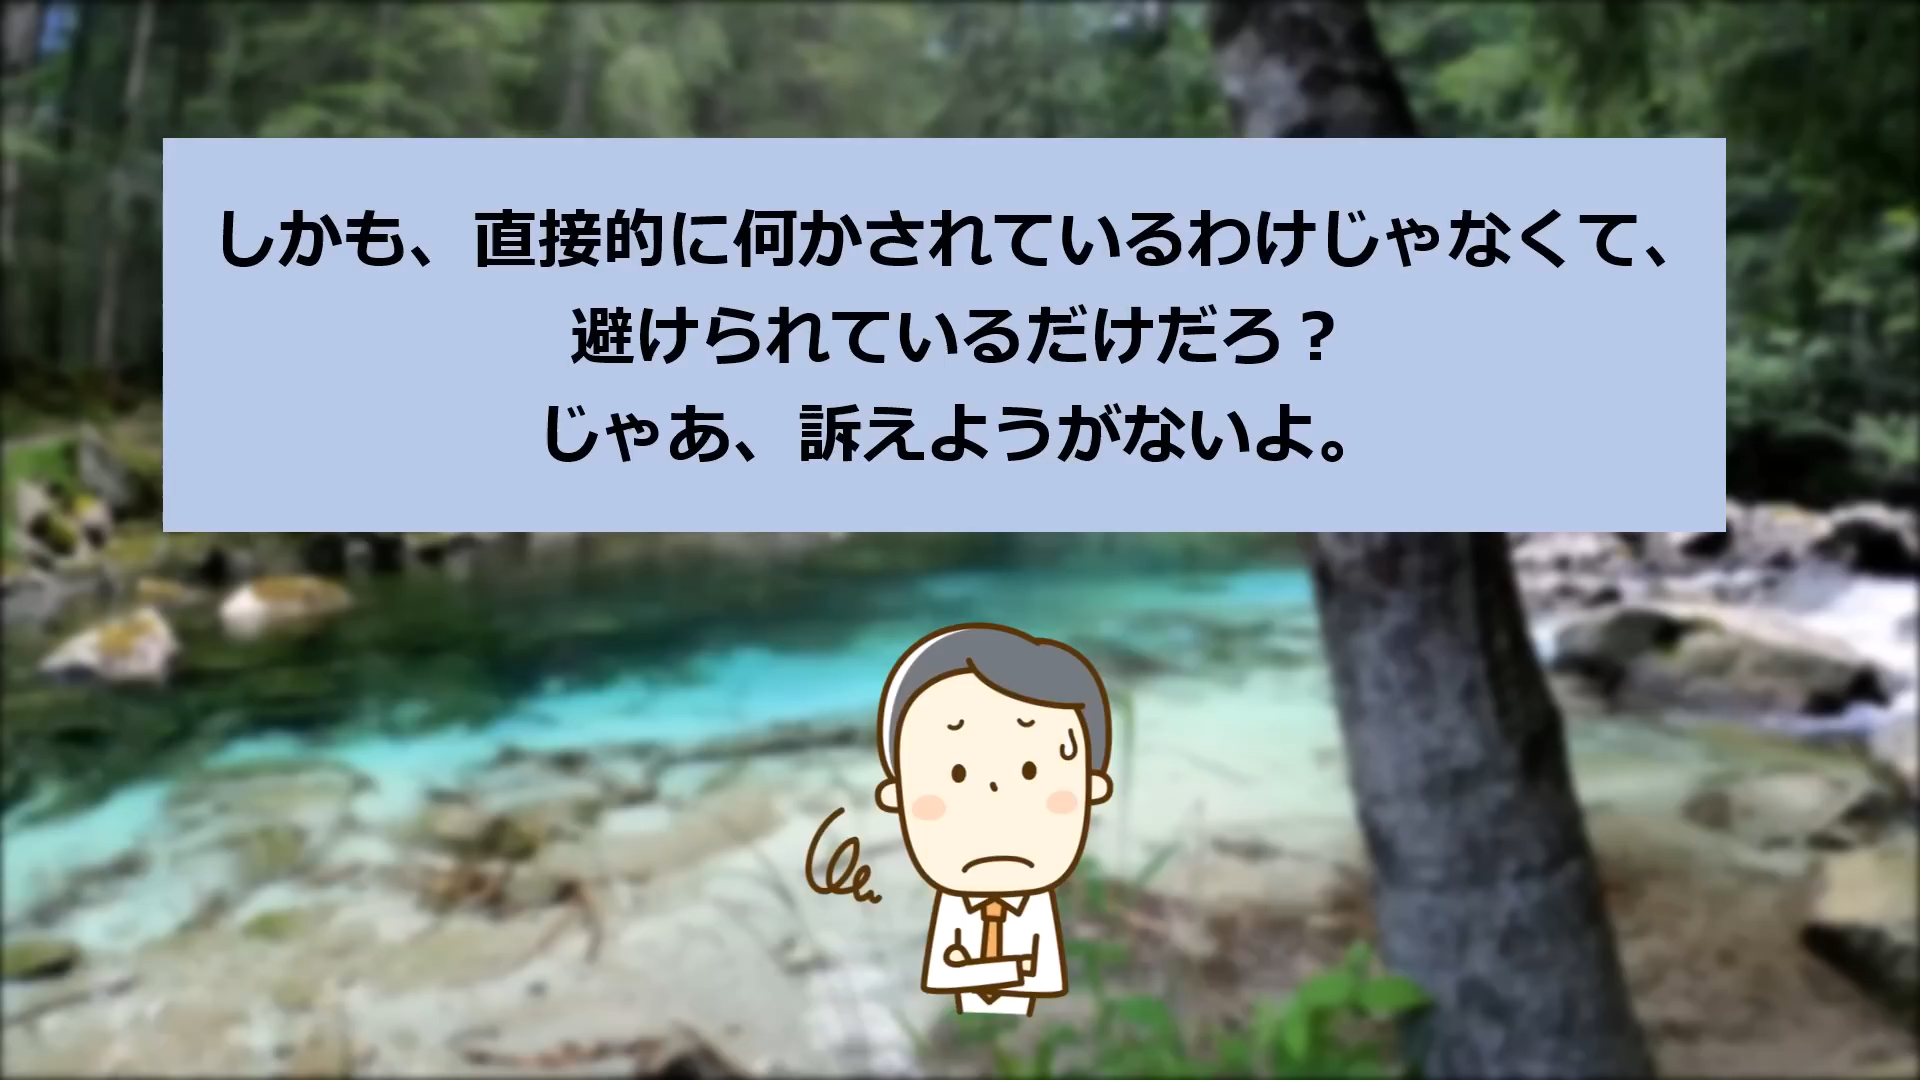 しかも、直接的に何かされているわけじゃなくて、
避けられているだけだろ？
じゃあ、訴えようがないよ。